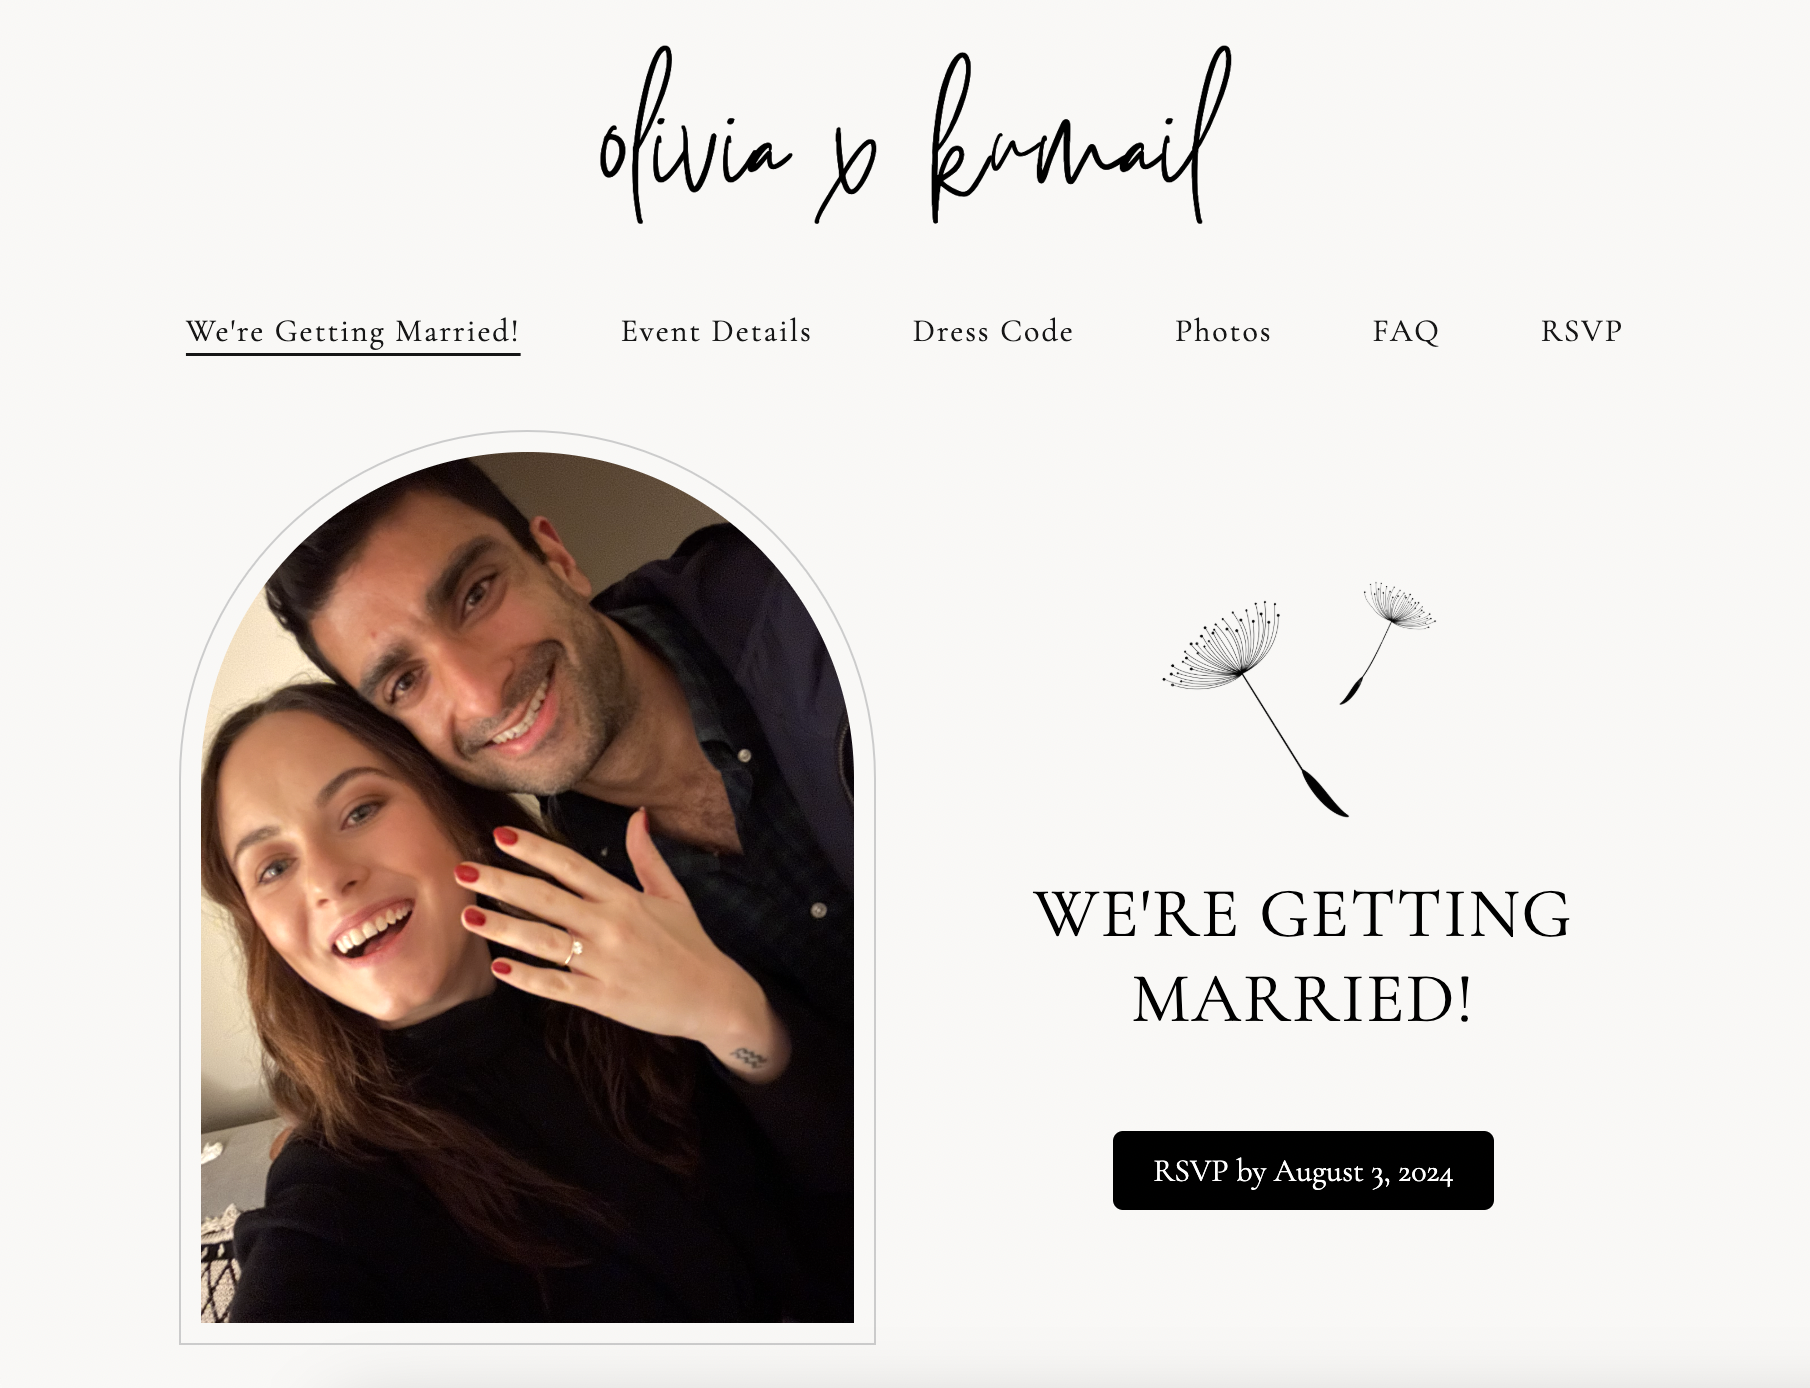 olivia x kumail
We're Getting Married! Event Details Dress Code Photos FAQ RSVP
WE'RE GETTING
MARRIED!
RSVP by August 3, 2024